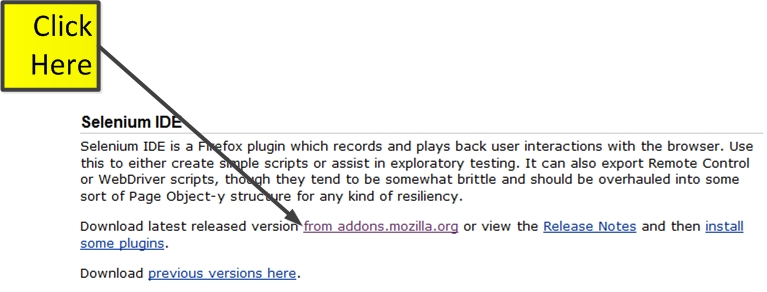 Click
Here
Selenium IDE
Selenium IDE is a Firefox plugin which records and plays back user interactions with the browser. Use
this to either create simple scripts or assist in exploratory testing. It can also export Remote Control
or WebDriver scripts, though they tend to be somewhat brittle and should be overhauled into some
sort of Page Object-y structure for any kind of resiliency.
Download latest released version from addons.mozilla.org or view the Release Notes and then install
some plugins.
Download previous versions here.